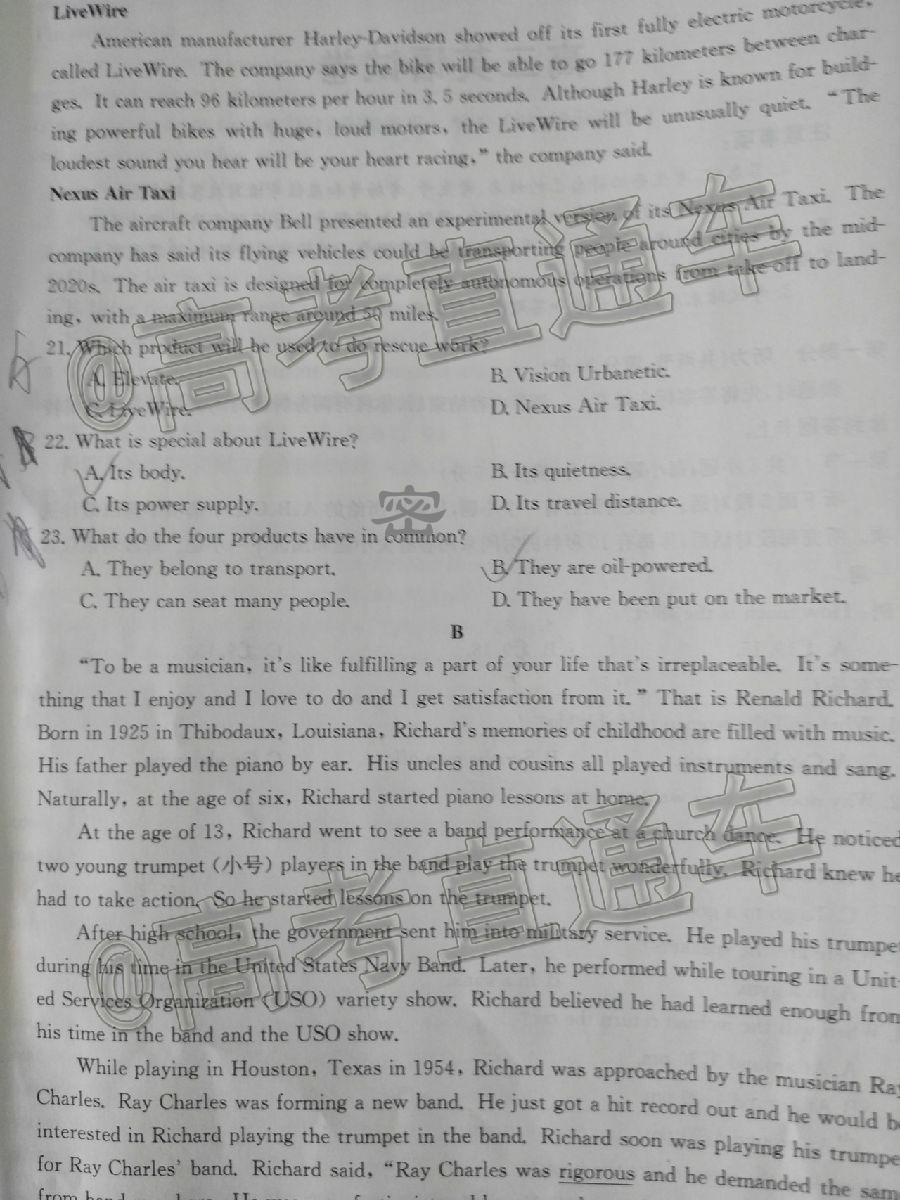 LiveWire
American manufacturer Harley-Davidson showed off its first fully electric motorcycle,
called LiveWire. The company says the bike will be able to go 177 kilometers between char-
ges. It can reach 96 kilometers per hour in 3.5 seconds. Although Harley is known for build-
ing powerful bikes with huge, loud motors, the LiveWire will be unusually quiet. "The
loudest sound you hear will be your heart racing," the company said.
Nexus Air Taxi
The aircraft company Bell presented an experimental version of its Nexus Air Taxi. The
company has said its flying vehicles could be transporting people around cities by the mid-
2020s. The air taxi is designed for completely autonomous operations from take-off to land-
ing, with a maximum range around 50 miles.
@高考直通车
21. Which product will be used to do rescue work?
A. Elevate. B. Vision Urbanetic.
C. LiveWire. D. Nexus Air Taxi.
22. What is special about LiveWire?
A. Its body. B. Its quietness.
C. Its power supply. D. Its travel distance.
密
23. What do the four products have in common?
A. They belong to transport. B. They are oil-powered.
C. They can seat many people. D. They have been put on the market.
B
"To be a musician, it's like fulfilling a part of your life that's irreplaceable. It's some-
thing that I enjoy and I love to do and I get satisfaction from it." That is Renald Richard.
Born in 1925 in Thibodaux, Louisiana, Richard's memories of childhood are filled with music.
His father played the piano by ear. His uncles and cousins all played instruments and sang.
Naturally, at the age of six, Richard started piano lessons at home.
At the age of 13, Richard went to see a band performance at a church dance. He noticed
two young trumpet (小号) players in the band play the trumpet wonderfully. Richard knew he
had to take action. So he started lessons on the trumpet.
@高考直通车
After high school, the government sent him into military service. He played his trumpet
during his time in the United States Navy Band. Later, he performed while touring in a Unit-
ed Services Organization (USO) variety show. Richard believed he had learned enough from
his time in the band and the USO show.
While playing in Houston, Texas in 1954, Richard was approached by the musician Ray
Charles. Ray Charles was forming a new band. He just got a hit record out and he would be
interested in Richard playing the trumpet in the band. Richard soon was playing his trumpet
for Ray Charles' band. Richard said, "Ray Charles was rigorous and he demanded the same